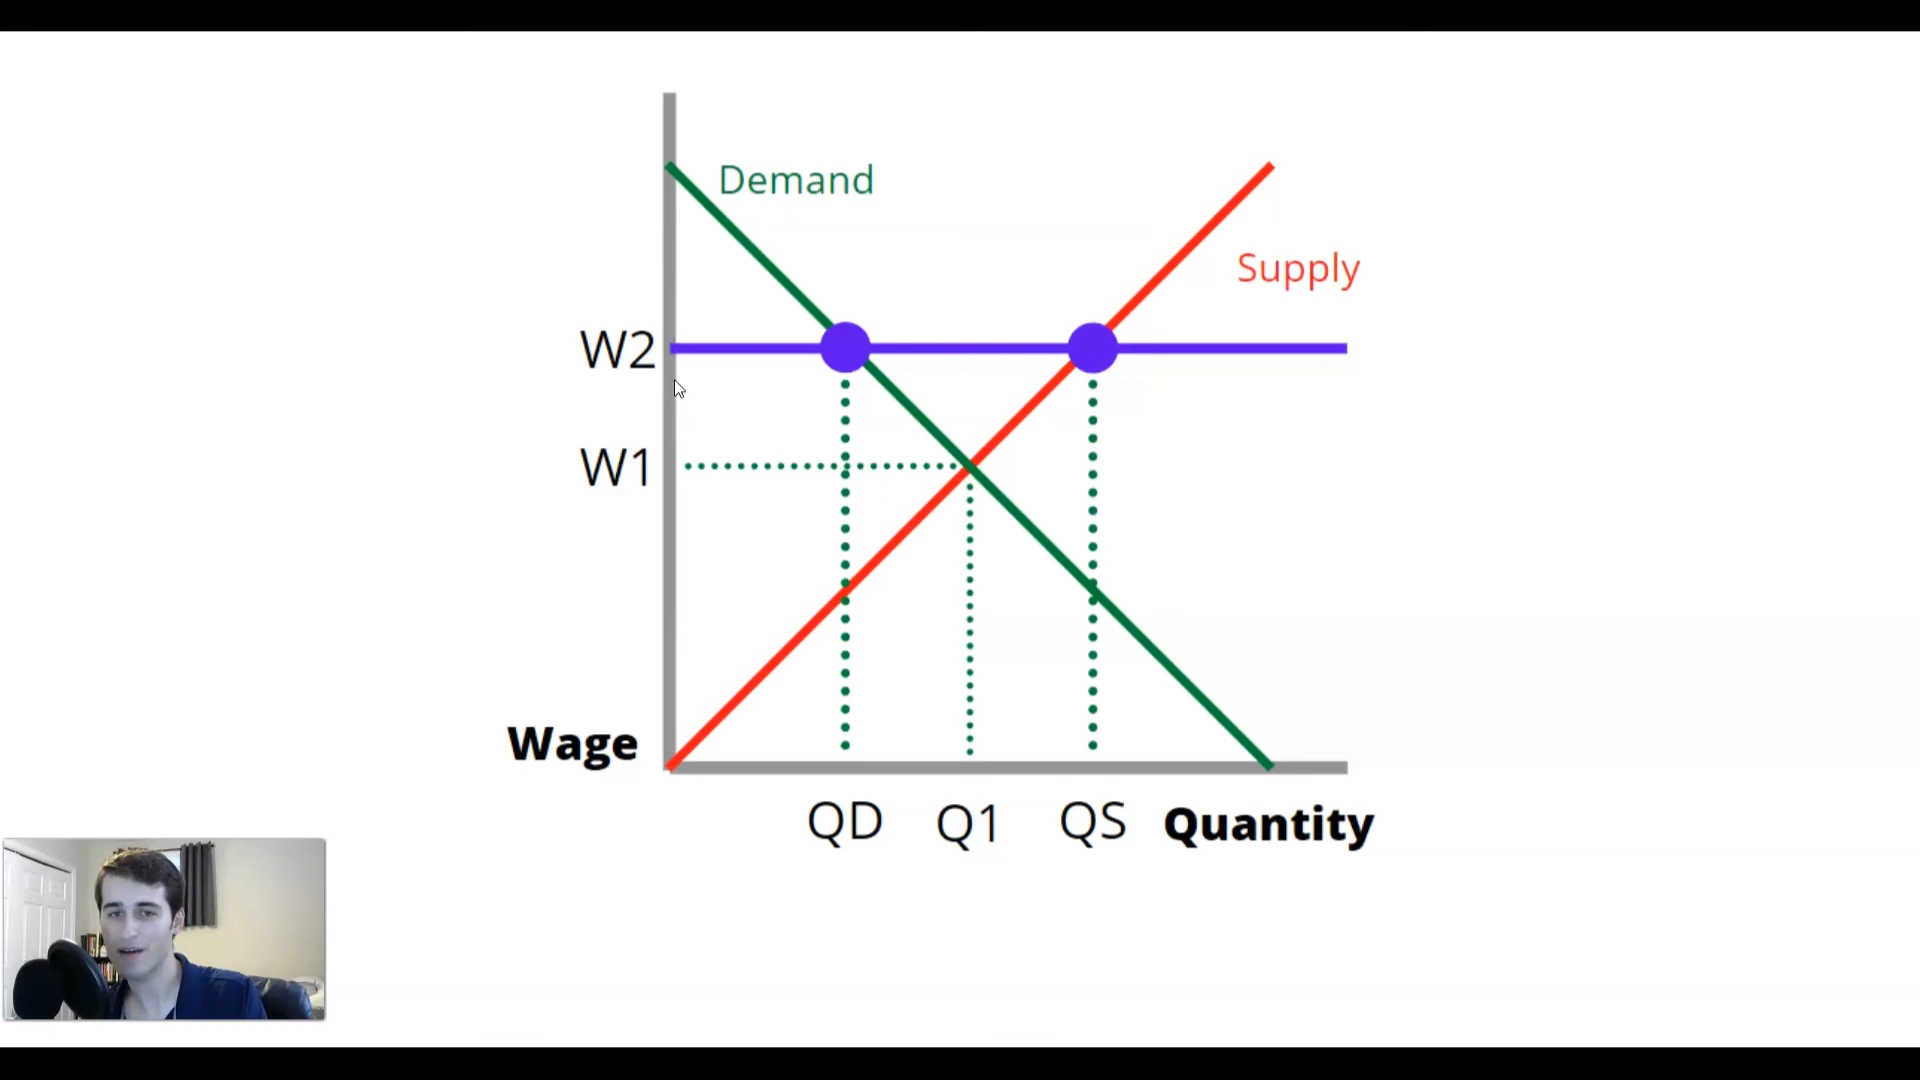 Demand
Supply
W2
W1
Wage
QD Q1 QS Quantity